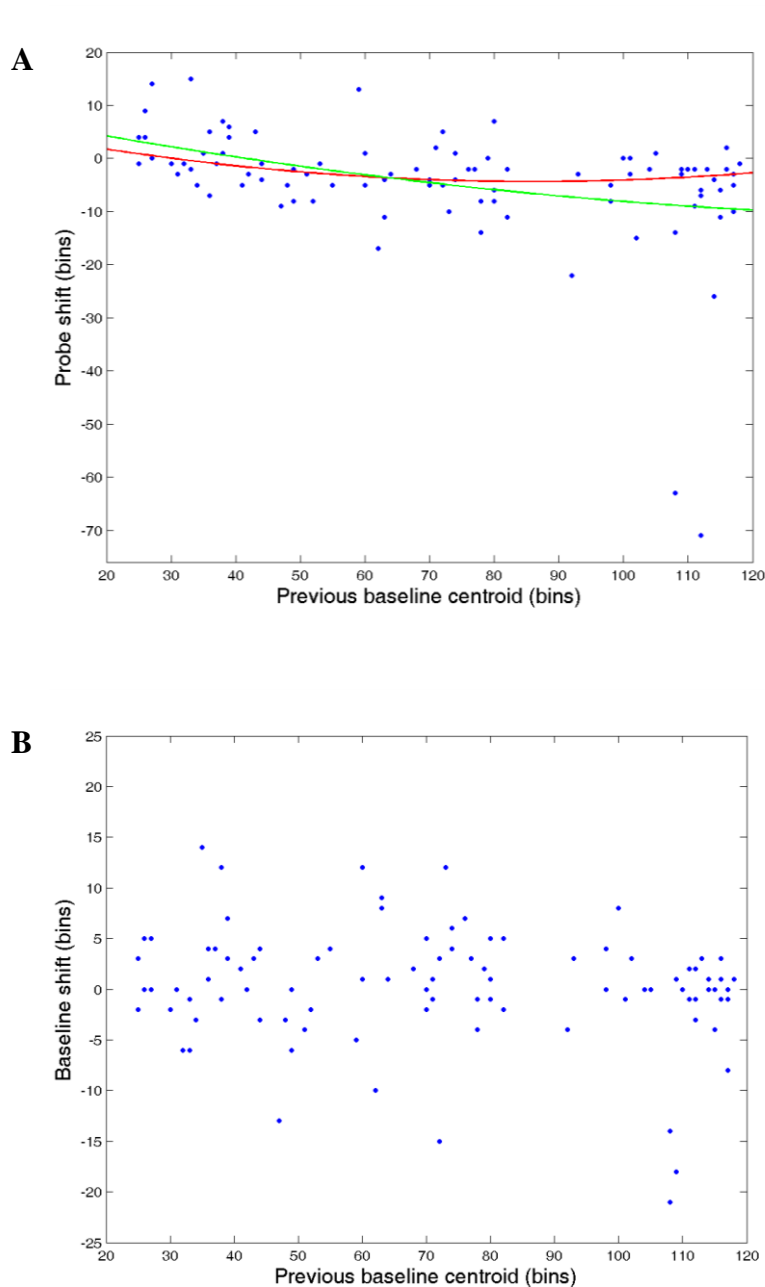 A
20
10
0
-10
-20
-30
-40
-50
-60
-70
Probe shift (bins)
20 30 40 50 60 70 80 90 100 110 120
Previous baseline centroid (bins)
B
25
20
15
10
5
0
-5
-10
-15
-20
-25
Baseline shift (bins)
20 30 40 50 60 70 80 90 100 110 120
Previous baseline centroid (bins)